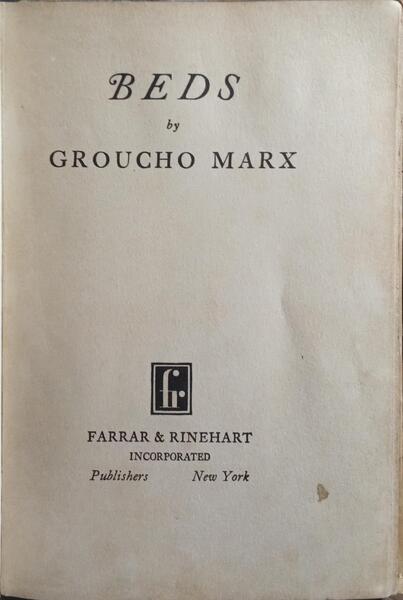 BEDS
by
GROUCHO MARX
fr
FARRAR & RINEHART
INCORPORATED
Publishers New York